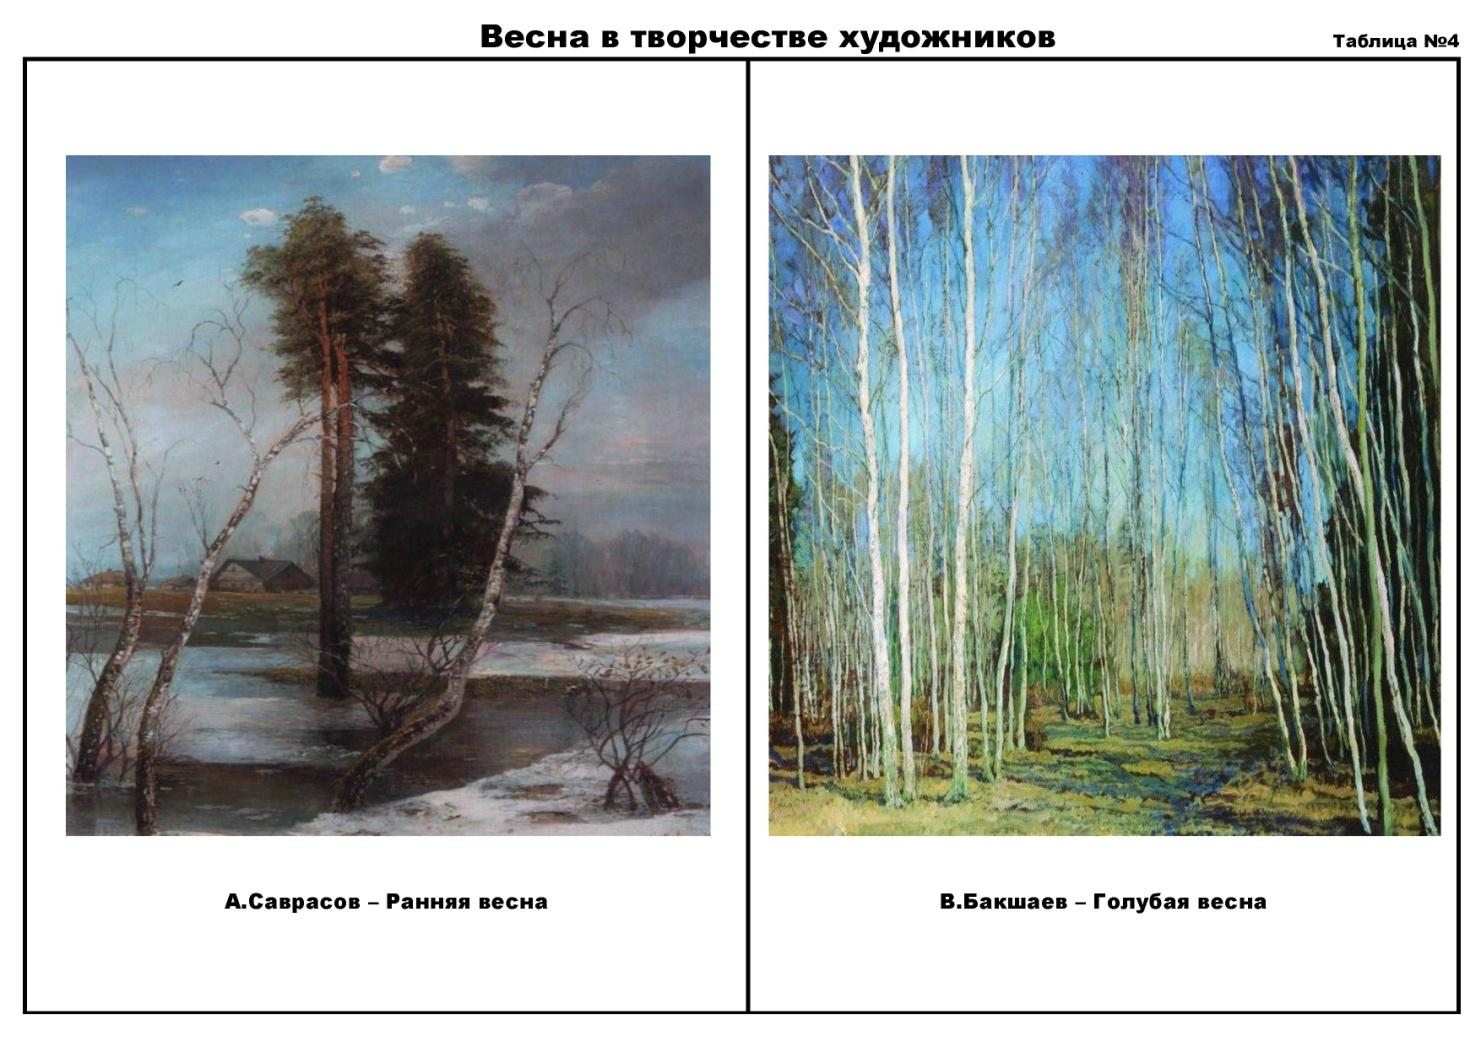 Весна в творчестве художников
Таблица №4
А.Саврасов – Ранняя весна
В.Бакшаев – Голубая весна